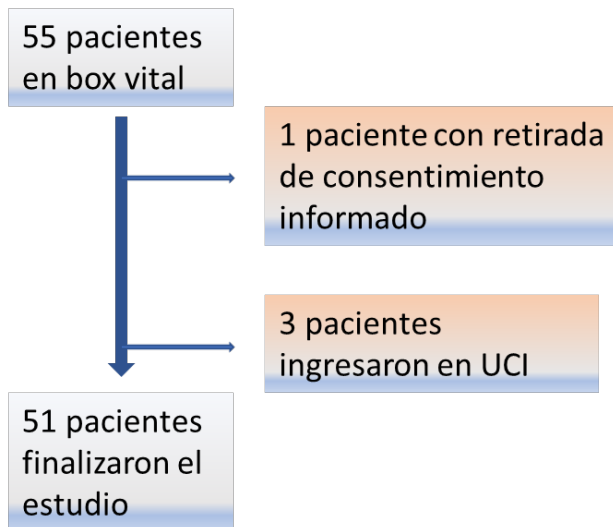 55 pacientes
en box vital
1 paciente con retirada
de consentimiento
informado
3 pacientes
ingresaron en UCI
51 pacientes
finalizaron el
estudio